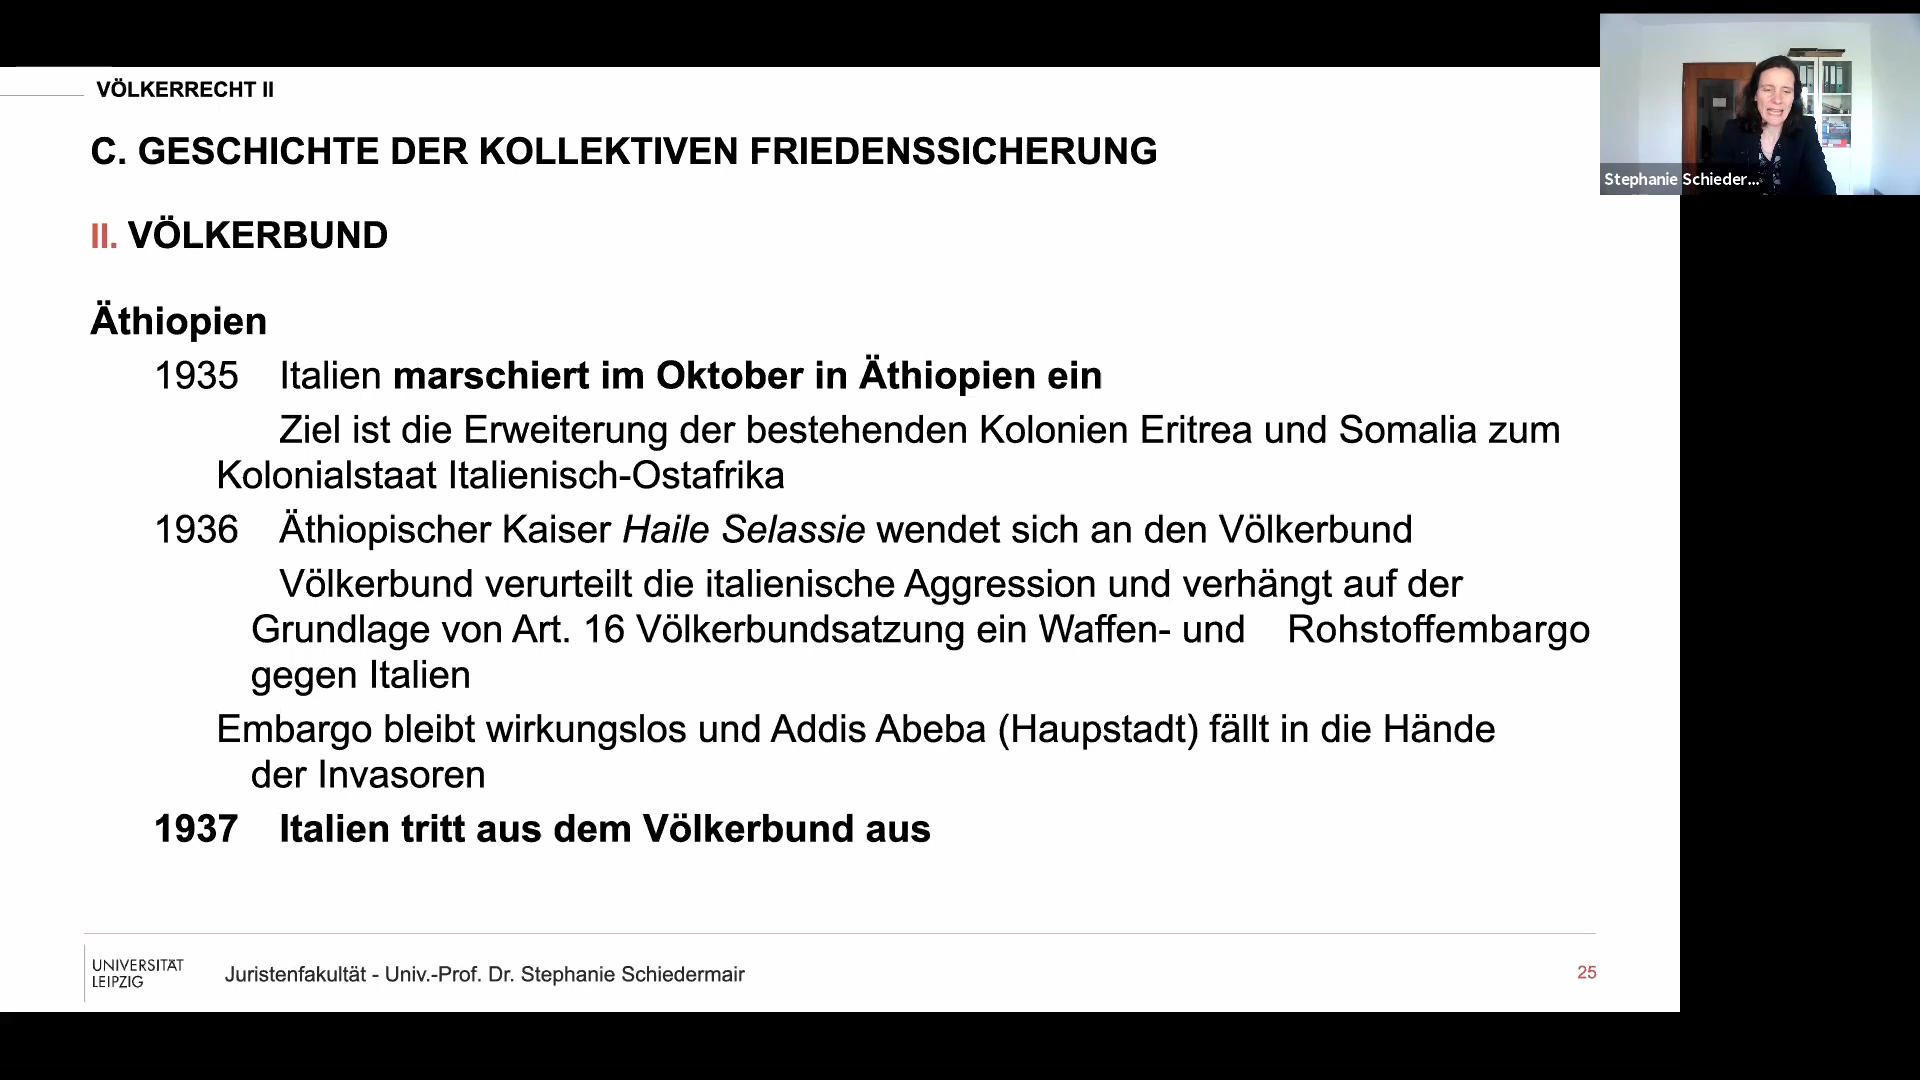 VÖLKERRECHT II
C. GESCHICHTE DER KOLLEKTIVEN FRIEDENSSICHERUNG
Stephanie Schieder...
II. VÖLKERBUND
Äthiopien
1935 Italien marschiert im Oktober in Äthiopien ein
Ziel ist die Erweiterung der bestehenden Kolonien Eritrea und Somalia zum
Kolonialstaat Italienisch-Ostafrika
1936 Äthiopischer Kaiser Haile Selassie wendet sich an den Völkerbund
Völkerbund verurteilt die italienische Aggression und verhängt auf der
Grundlage von Art. 16 Völkerbundsatzung ein Waffen- und Rohstoffembargo
gegen Italien
Embargo bleibt wirkungslos und Addis Abeba (Haupstadt) fällt in die Hände
der Invasoren
1937 Italien tritt aus dem Völkerbund aus
UNIVERSITÄT
LEIPZIG
Juristenfakultät - Univ.-Prof. Dr. Stephanie Schiedermair
25